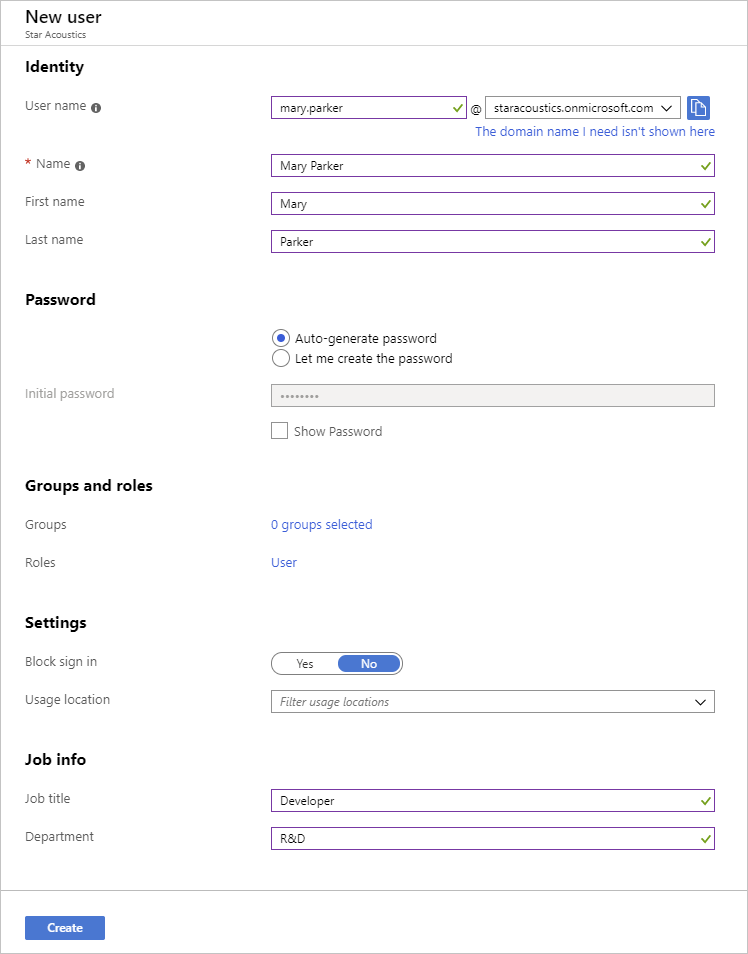 New user
Star Acoustics
Identity
User name
mary.parker @ staracoustics.onmicrosoft.com
The domain name I need isn't shown here
* Name Mary Parker
First name Mary
Last name Parker
Password
Auto-generate password
Let me create the password
Initial password ••••••••
Show Password
Groups and roles
Groups 0 groups selected
Roles User
Settings
Block sign in Yes No
Usage location Filter usage locations
Job info
Job title Developer
Department R&D
Create